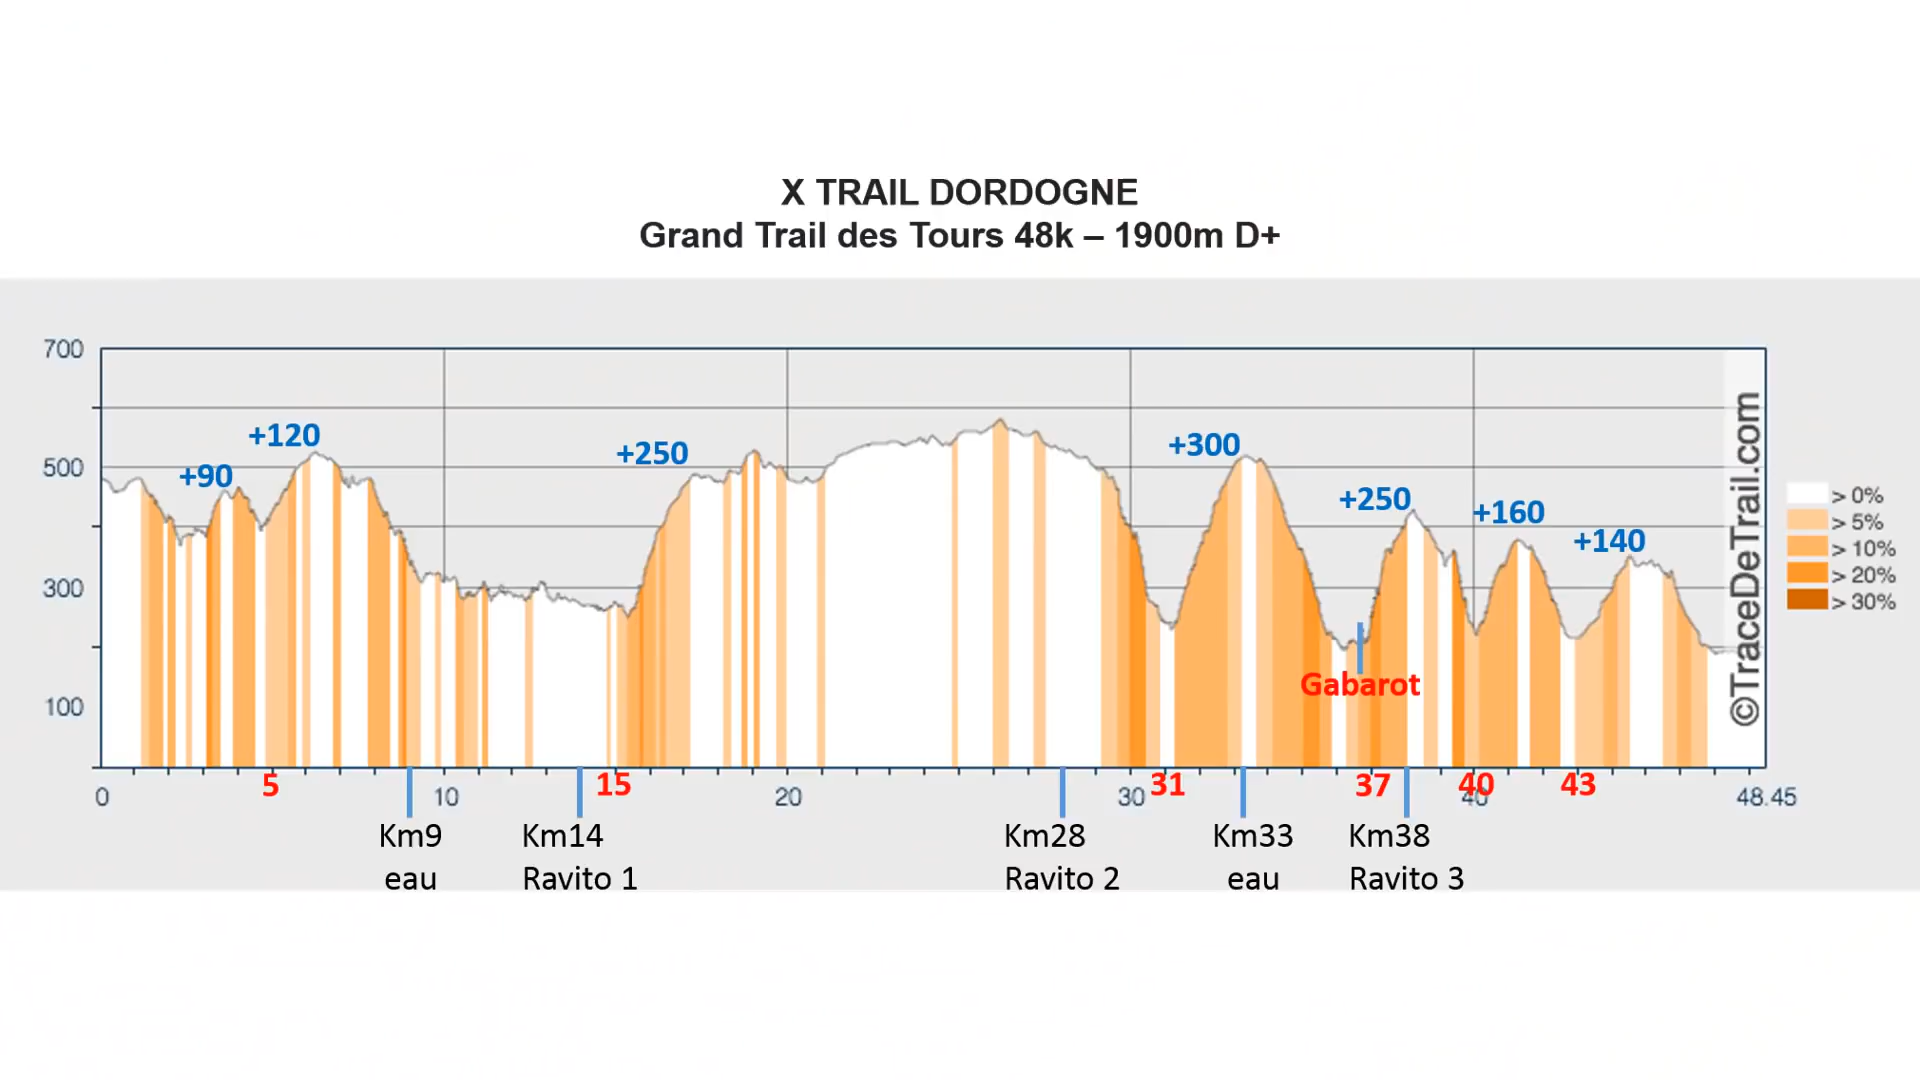 X TRAIL DORDOGNE
Grand Trail des Tours 48k – 1900m D+
700
500
300
100
+90
+120
+250
+300
+250
+160
+140
Gabarot
©TraceDeTrail.com
> 0%
> 5%
> 10%
> 20%
> 30%
0
5
10
15
20
30
31
37
40
40
43
48.45
Km9
eau
Km14
Ravito 1
Km28
Ravito 2
Km33
eau
Km38
Ravito 3